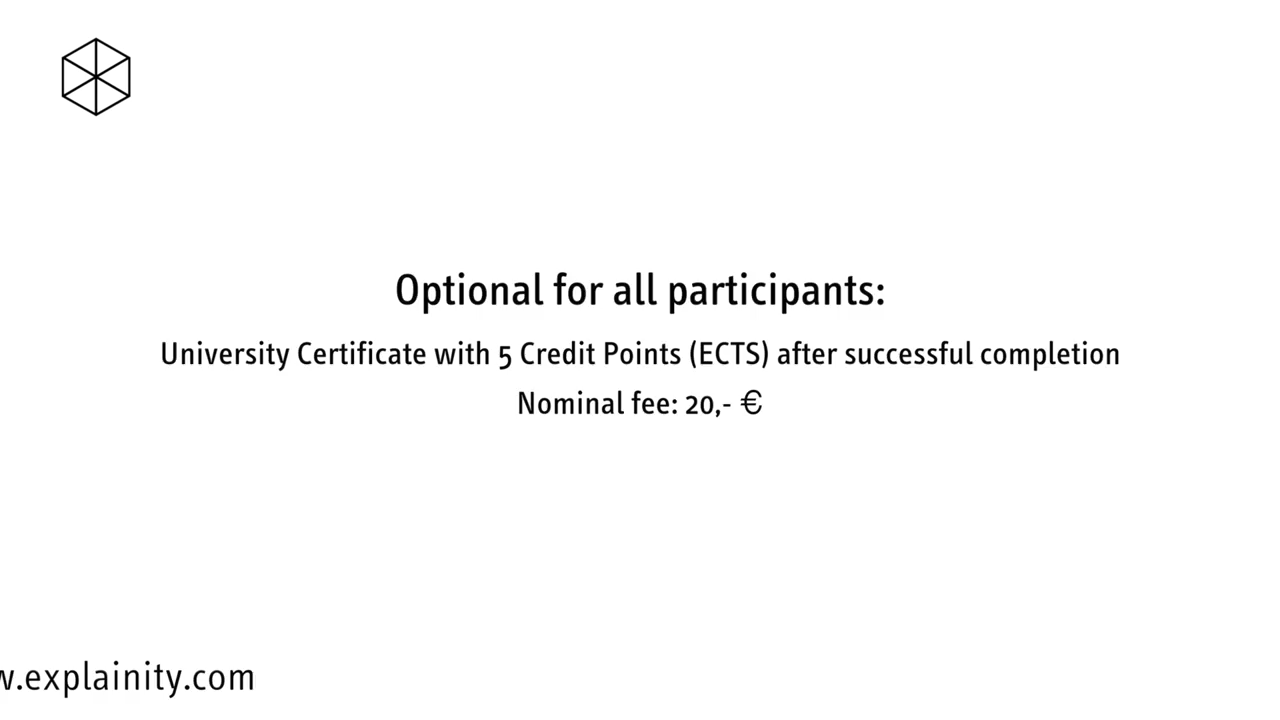 Optional for all participants:
University Certificate with 5 Credit Points (ECTS) after successful completion
Nominal fee: 20,- €
w.explainity.com